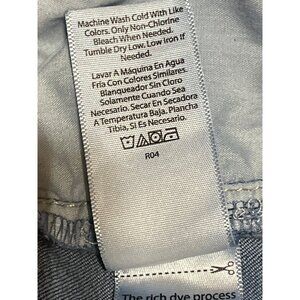 Machine Wash Cold With Like
Colors. Only Non-Chlorine
Bleach When Needed.
Tumble Dry Low. Low Iron if
Needed.
Lavar A Máquina En Agua
Fría Con Colores Similares.
Blanqueador Sin Cloro
Solamente Cuando Sea
Necesario. Secar En Secadora
A Temperatura Baja. Plancha
Tibia, Si Es Necesario.
R04
The rich dye process